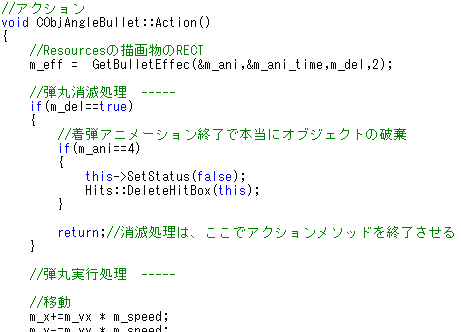 //アクション
void CObjAngleBullet::Action()
{
//Resourcesの描画物のRECT
m_eff =  GetBulletEffec(&m_ani,&m_ani_time,m_del,2);
//弾丸消滅処理  -----
if(m_del==true)
{
//着弾アニメーション終了で本当にオブジェクトの破棄
if(m_ani==4)
{
this->SetStatus(false);
Hits::DeleteHitBox(this);
}
return;//消滅処理は、ここでアクションメソッドを終了させる
}
//弾丸実行処理  -----
//移動
m_x+=m_vx * m_speed;
m_y-=m_vy * m_speed;